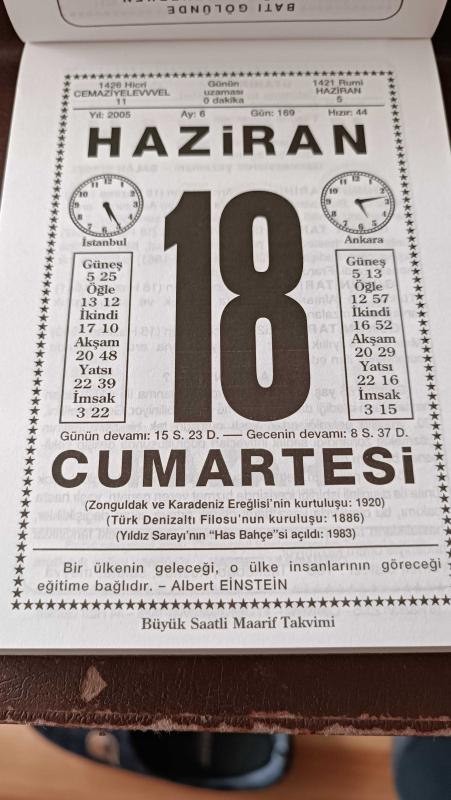 BATI GÖLÜNDE
1426 Hicri
CEMAZİYELEVVEL
11
Günün
uzaması
0 dakika
1421 Rumi
HAZİRAN
5
Yıl: 2005 Ay: 6 Gün: 169 Hızır: 44
HAZİRAN
18
İstanbul
Güneş
5 25
Öğle
13 12
İkindi
17 10
Akşam
20 48
Yatsı
22 39
İmsak
3 22
Ankara
Güneş
5 13
Öğle
12 57
İkindi
16 52
Akşam
20 29
Yatsı
22 16
İmsak
3 15
Günün devamı: 15 S. 23 D. — Gecenin devamı: 8 S. 37 D.
CUMARTESİ
(Zonguldak ve Karadeniz Ereğlisi'nin kurtuluşu: 1920)
(Türk Denizaltı Filosu'nun kuruluşu: 1886)
(Yıldız Sarayı'nın "Has Bahçe"si açıldı: 1983)
Bir ülkenin geleceği, o ülke insanlarının göreceği
eğitime bağlıdır. – Albert EİNSTEİN
Büyük Saatli Maarif Takvimi